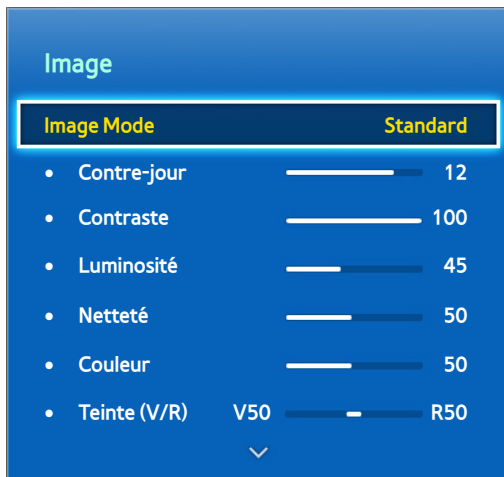 Image
Image Mode Standard
• Contre-jour 12
• Contraste 100
• Luminosité 45
• Netteté 50
• Couleur 50
• Teinte (V/R) V50 R50